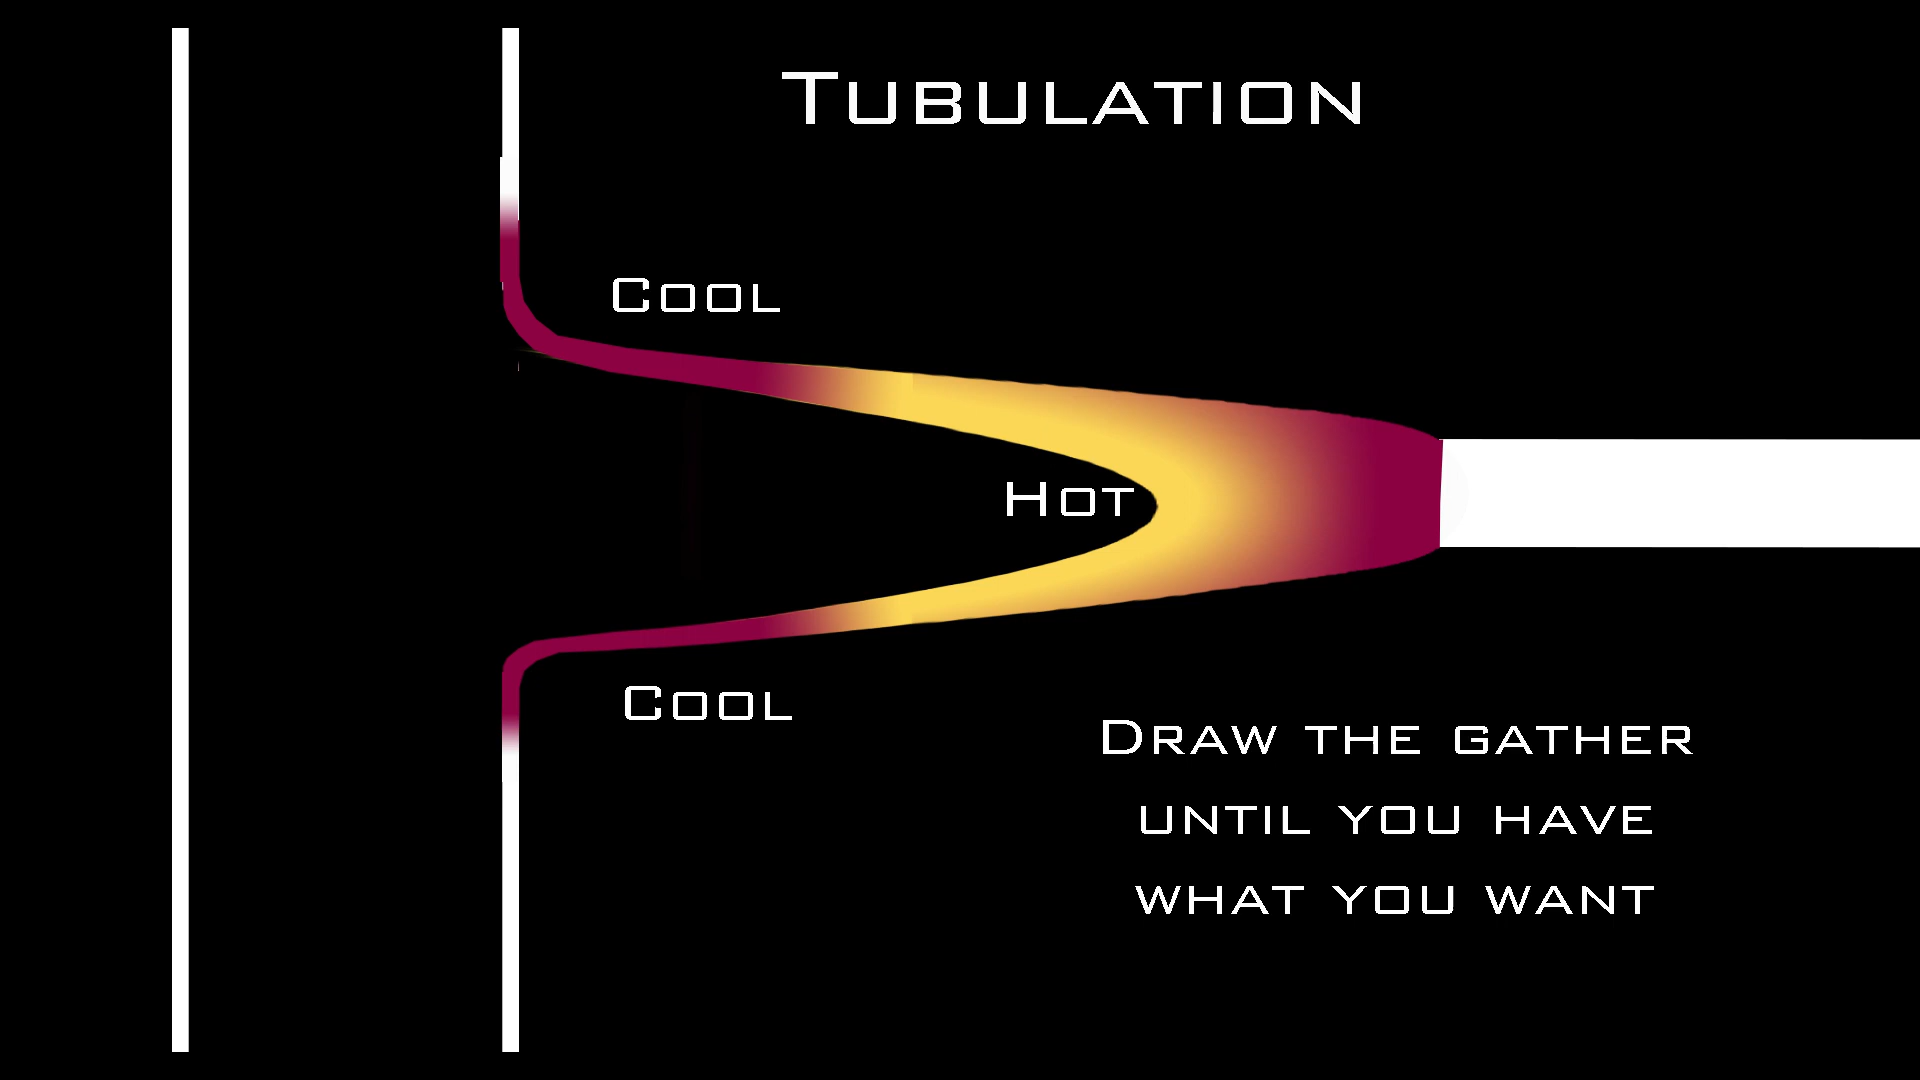 Tubulation
Cool
Hot
Cool
Draw the gather
until you have
what you want